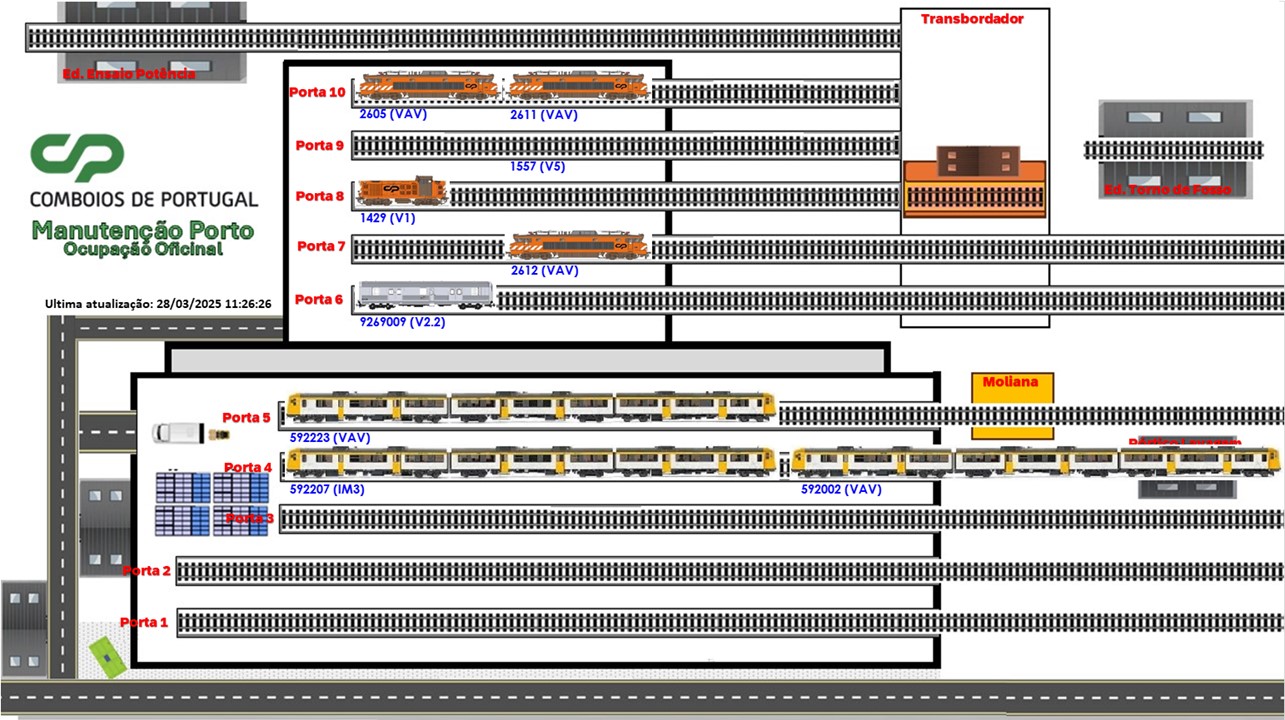 Transbordador
Ed. Ensaio Potência
Porta 10
2605 (VAV)
2611 (VAV)
CP
COMBOIOS DE PORTUGAL
Manutenção Porto
Ocupação Oficinal
Porta 9
1557 (V5)
Porta 8
1429 (V1)
Ed. Torno de Fosso
Porta 7
2612 (VAV)
Porta 6
9269009 (V2.2)
Ultima atualização: 28/03/2025 11:26:26
Moliana
Porta 5
592223 (VAV)
Porta 4
592207 (IM3)
592002 (VAV)
Porta 3
Porta 2
Porta 1